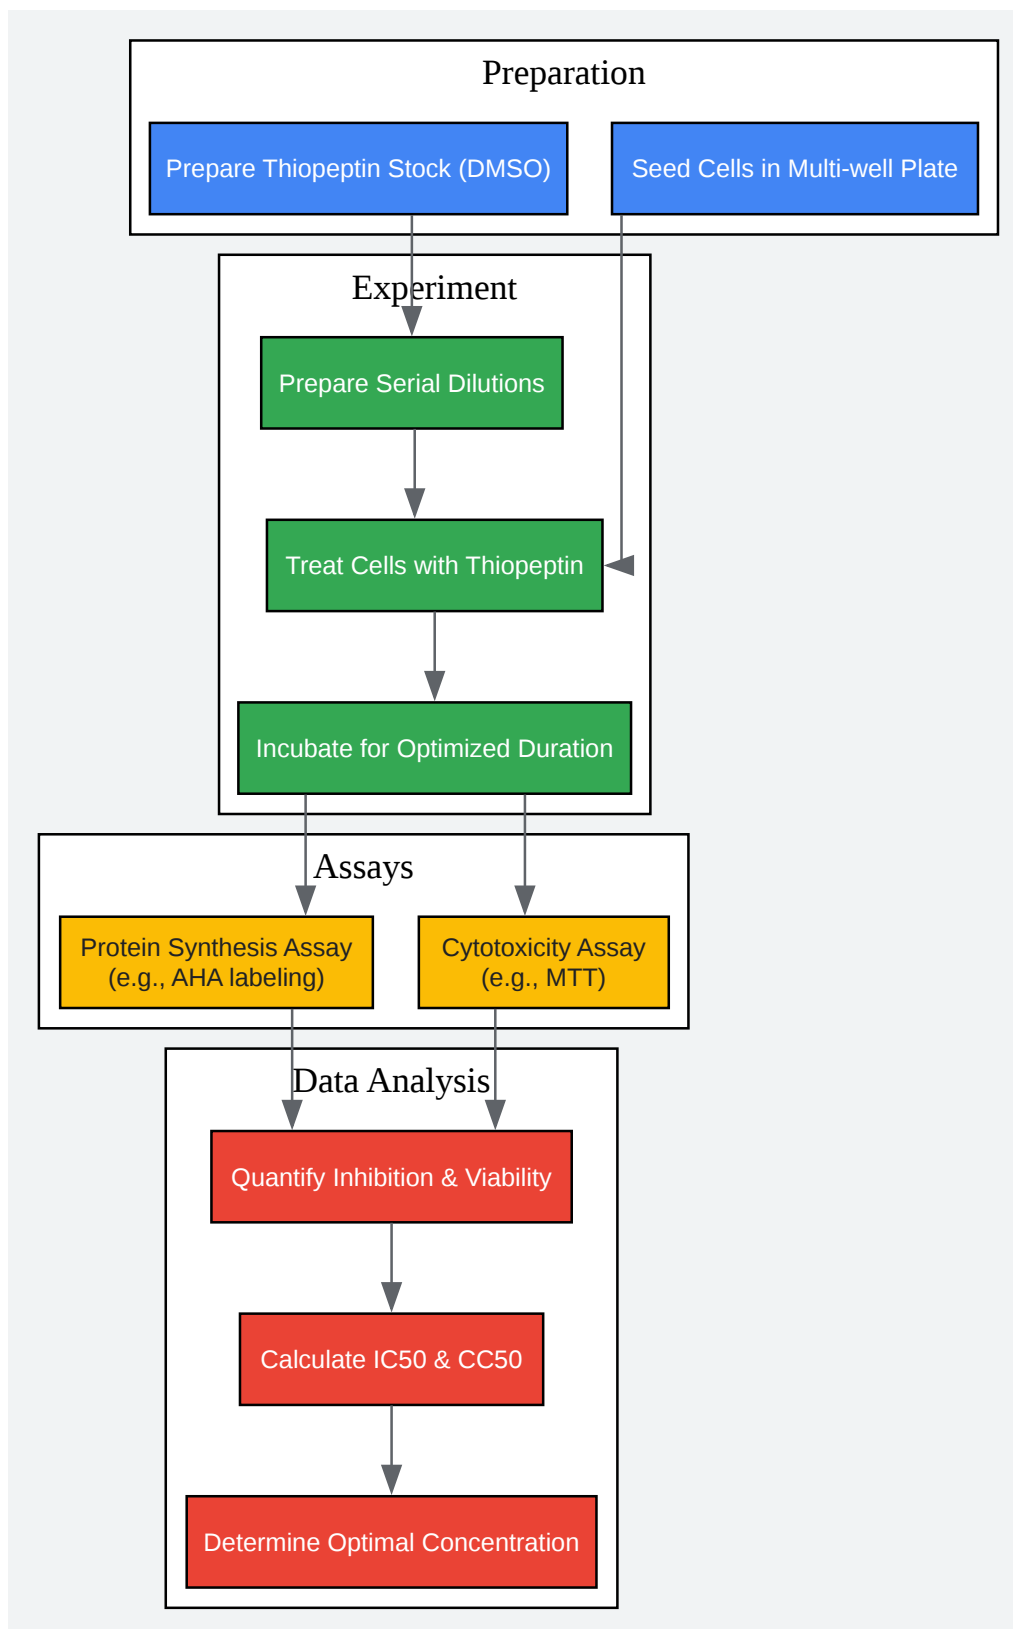 Preparation
Prepare Thiopeptin Stock (DMSO)
Seed Cells in Multi-well Plate
Experiment
Prepare Serial Dilutions
Treat Cells with Thiopeptin
Incubate for Optimized Duration
Assays
Protein Synthesis Assay
(e.g., AHA labeling)
Cytotoxicity Assay
(e.g., MTT)
Data Analysis
Quantify Inhibition & Viability
Calculate IC50 & CC50
Determine Optimal Concentration